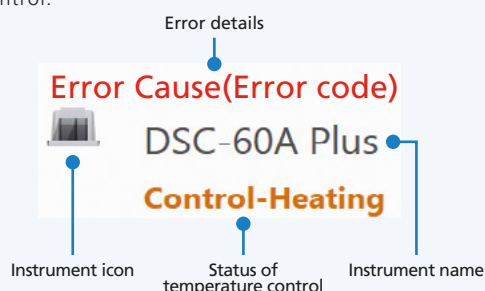 ntrol.
Error details
Error Cause(Error code)
DSC-60A Plus
Control-Heating
Instrument icon
Status of
temperature control
Instrument name